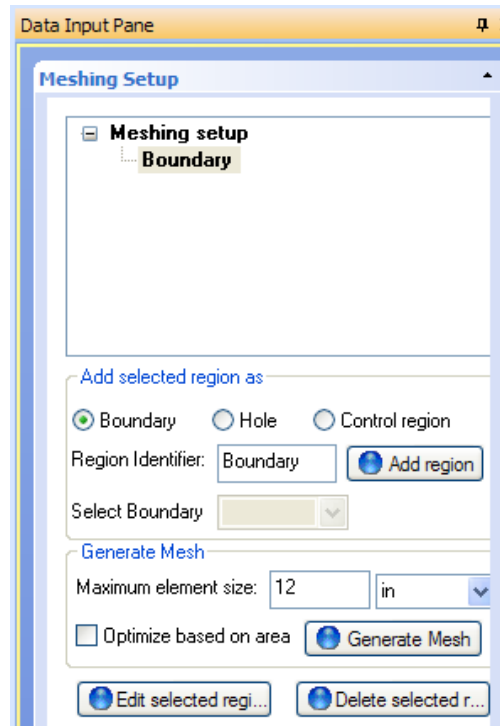 Data Input Pane
Meshing Setup
Meshing setup
Boundary
Add selected region as
Boundary Hole Control region
Region Identifier: Boundary Add region
Select Boundary
Generate Mesh
Maximum element size: 12 in
Optimize based on area Generate Mesh
Edit selected regi... Delete selected r...